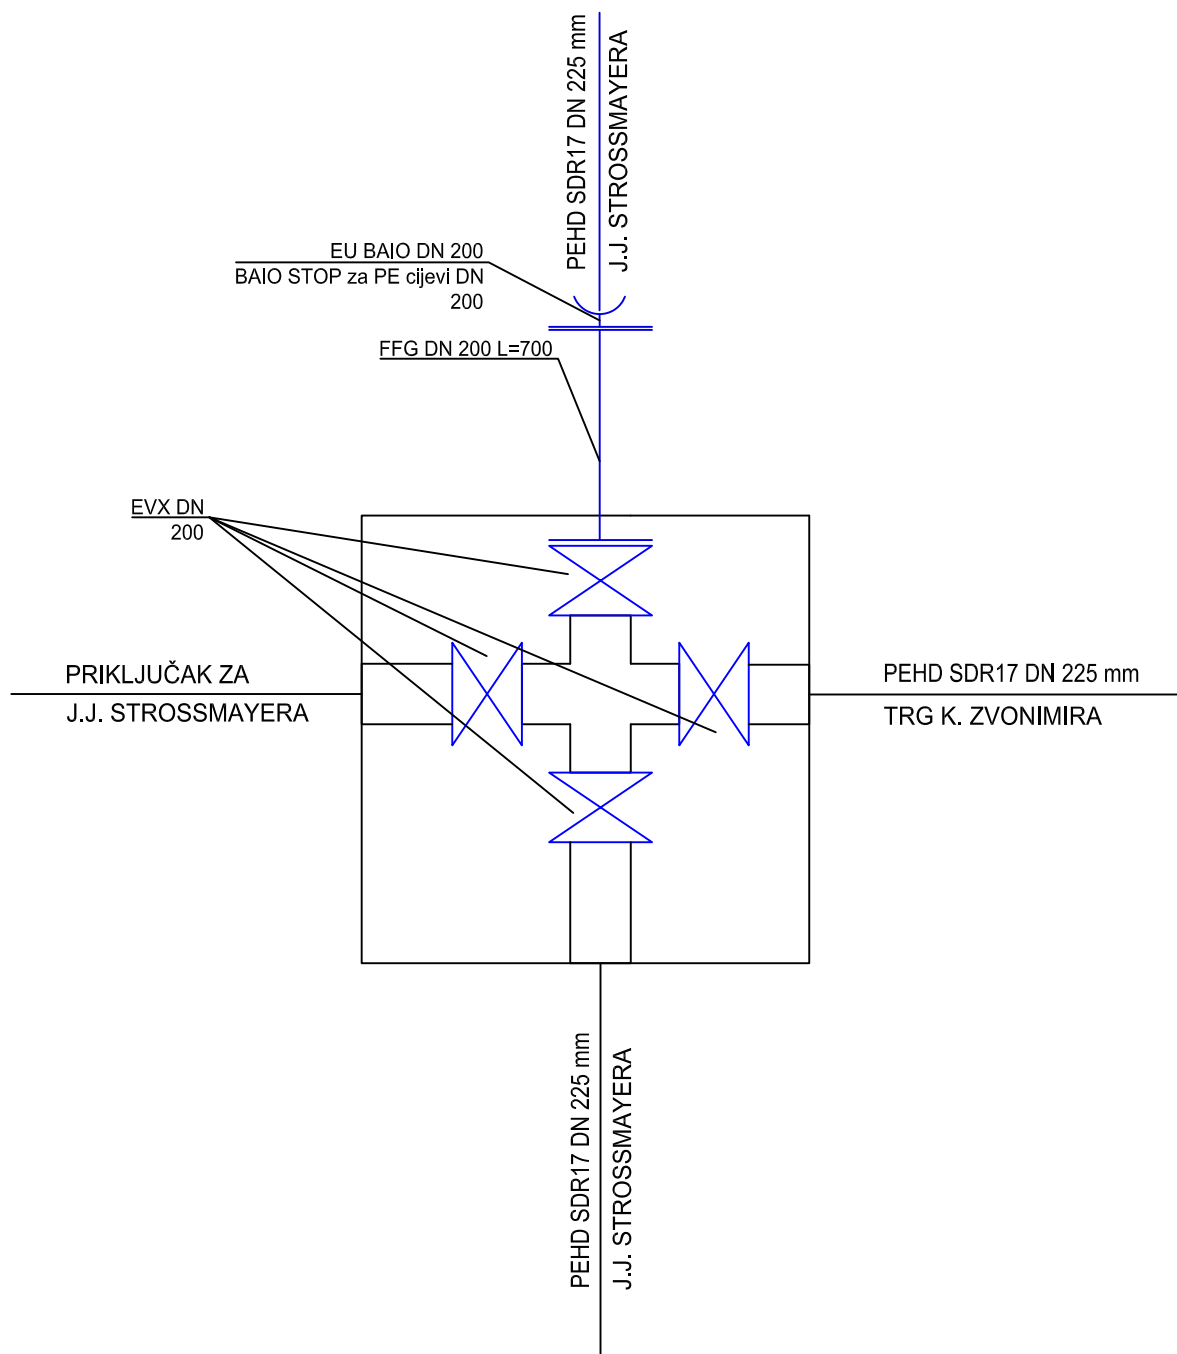 PEHD SDR17 DN 225 mm
J.J. STROSSMAYERA
EU BAIO DN 200
BAIO STOP za PE cijevi DN
200
FFG DN 200 L=700
EVX DN
200
PRIKLJUČAK ZA
J.J. STROSSMAYERA
PEHD SDR17 DN 225 mm
TRG K. ZVONIMIRA
PEHD SDR17 DN 225 mm
J.J. STROSSMAYERA